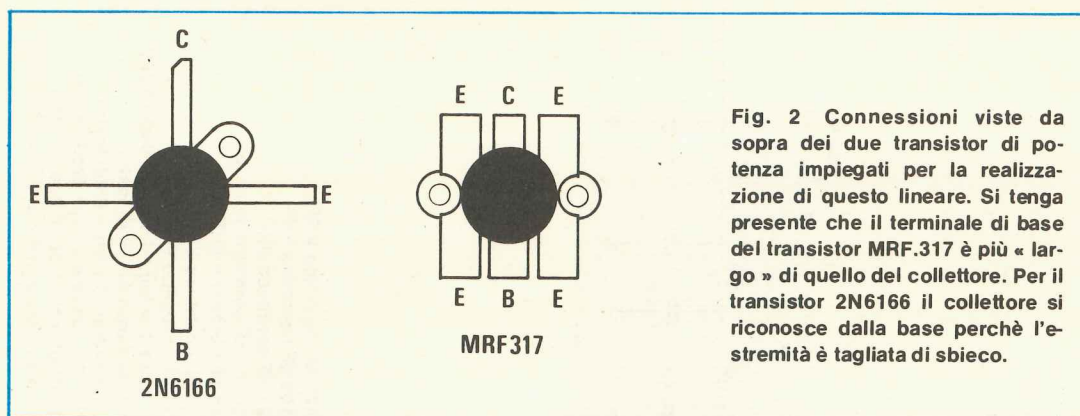 C
E
E
B
2N6166
E C E
E B E
MRF317
Fig. 2 Connessioni viste da
sopra dei due transistor di po-
tenza impiegati per la realizza-
zione di questo lineare. Si tenga
presente che il terminale di base
del transistor MRF.317 è più « lar-
go » di quello del collettore. Per il
transistor 2N6166 il collettore si
riconosce dalla base perchè l'e-
stremità è tagliata di sbieco.